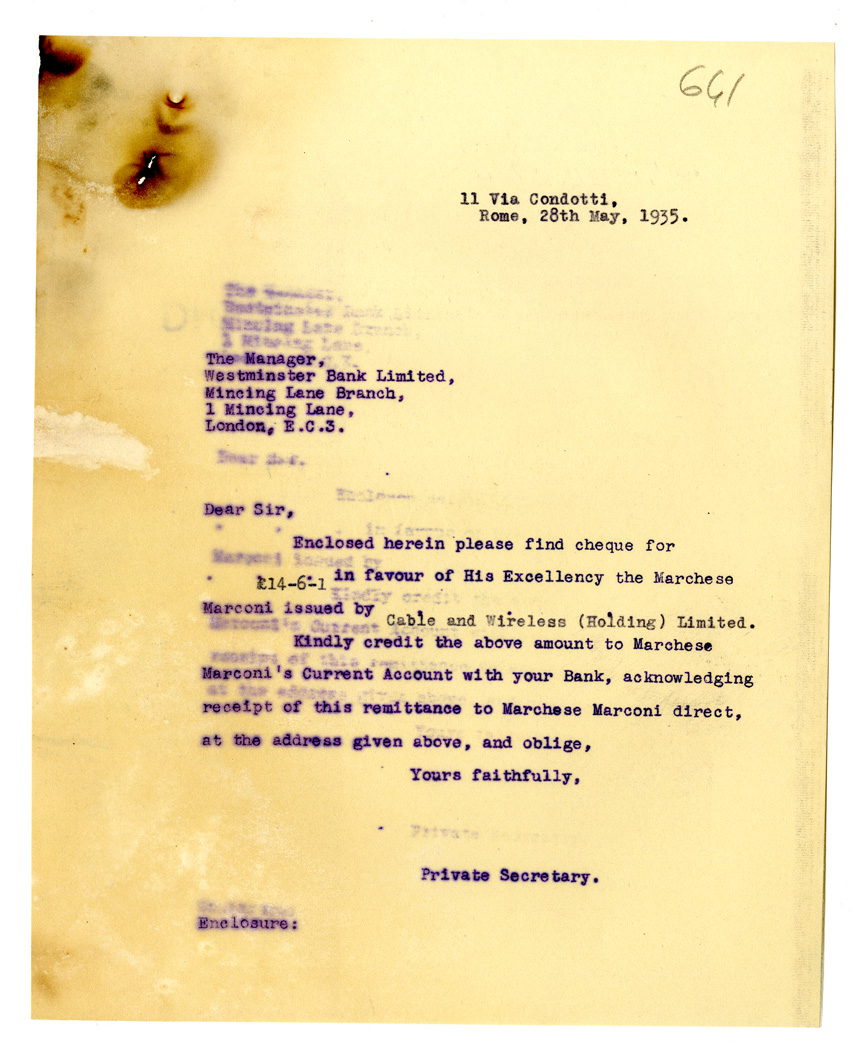 641
11 Via Condotti,
Rome, 28th May, 1935.
The Manager,
Westminster Bank Limited,
Mincing Lane Branch,
1 Mincing Lane,
London, E.C.3.
Dear Sir,
Enclosed herein please find cheque for
£14-6-1 in favour of His Excellency the Marchese
Marconi issued by Cable and Wireless (Holding) Limited.
Kindly credit the above amount to Marchese
Marconi's Current Account with your Bank, acknowledging
receipt of this remittance to Marchese Marconi direct,
at the address given above, and oblige,
Yours faithfully,
Private Secretary.
Enclosure: